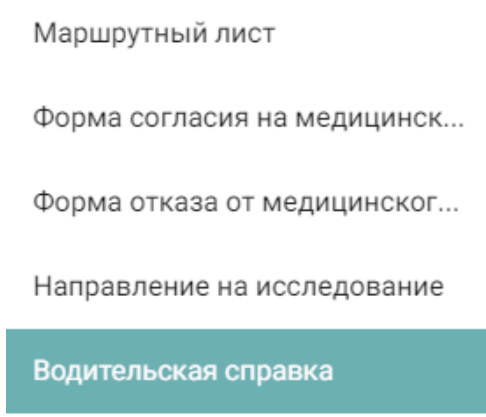 Маршрутный лист
Форма согласия на медицинск...
Форма отказа от медицинског...
Направление на исследование
Водительская справка